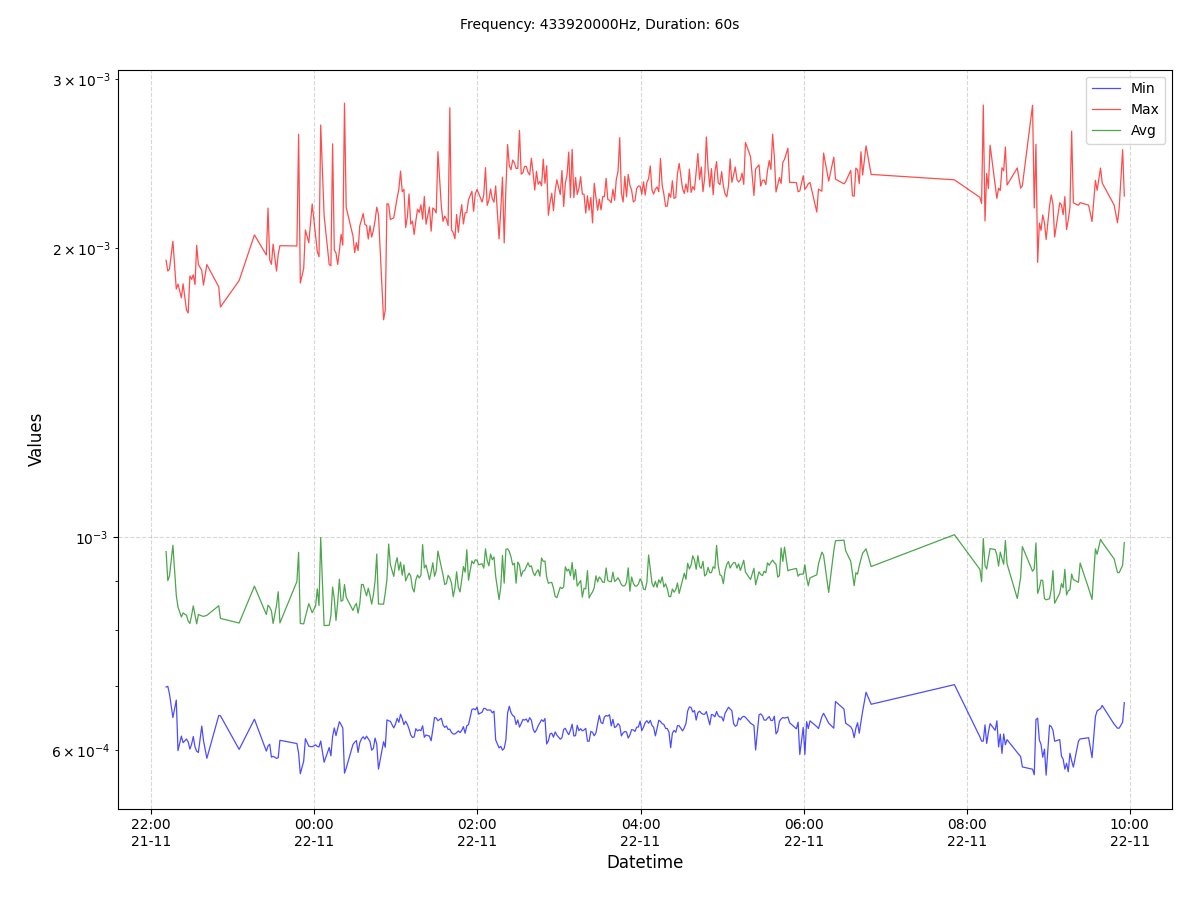 Frequency: 433920000Hz, Duration: 60s
3 × 10⁻³
2 × 10⁻³
10⁻³
6 × 10⁻⁴
Values
Min
Max
Avg
22:00
21-11
00:00
22-11
02:00
22-11
04:00
22-11
06:00
22-11
08:00
22-11
10:00
22-11
Datetime